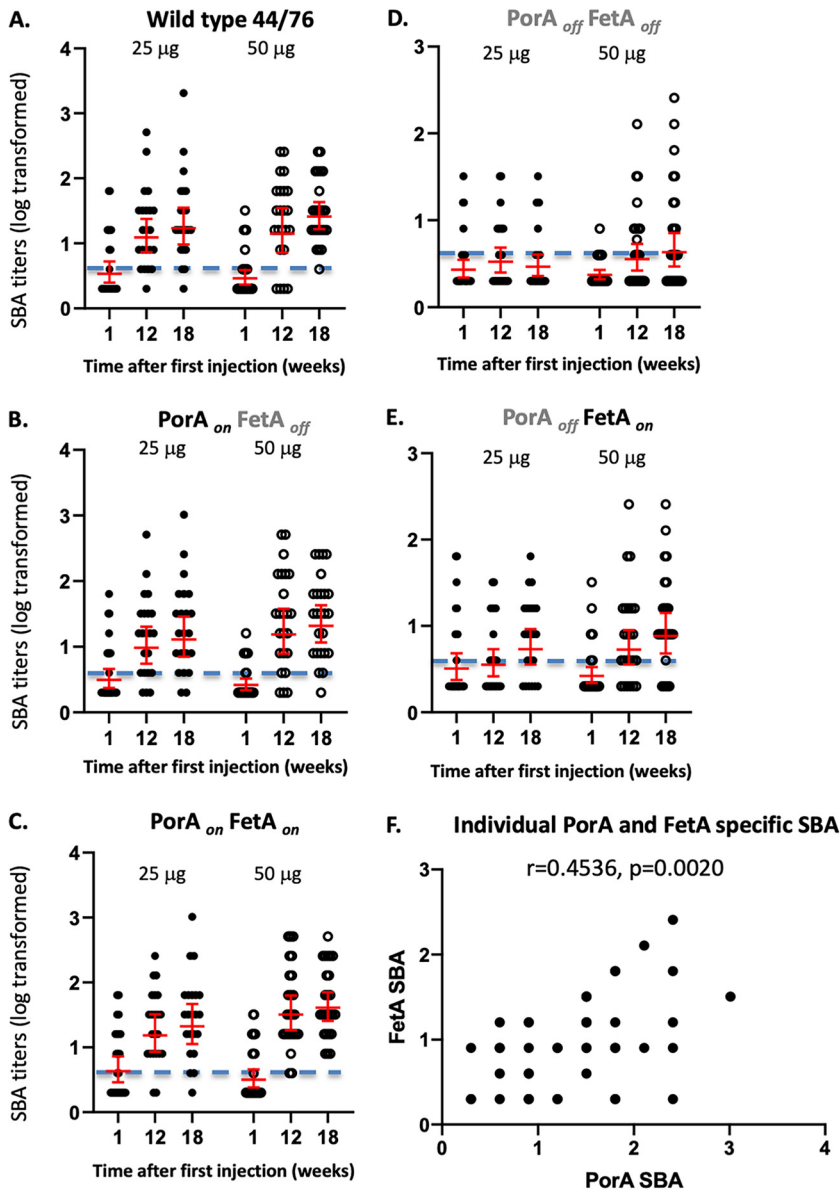 A.
Wild type 44/76
25 µg 50 µg
4
3
2
1
0
SBA titers (log transformed)
1 12 18 1 12 18
Time after first injection (weeks)
B.
PorA on FetA off
25 µg 50 µg
4
3
2
1
0
SBA titers (log transformed)
1 12 18 1 12 18
Time after first injection (weeks)
C.
PorA on FetA on
25 µg 50 µg
4
3
2
1
0
SBA titers (log transformed)
1 12 18 1 12 18
Time after first injection (weeks)
D.
PorA off FetA off
25 µg 50 µg
3
2
1
0
1 12 18 1 12 18
Time after first injection (weeks)
E.
PorA off FetA on
25 µg 50 µg
3
2
1
0
1 12 18 1 12 18
Time after first injection (weeks)
F. Individual PorA and FetA specific SBA
r=0.4536, p=0.0020
3
2
1
0
FetA SBA
0 1 2 3 4
PorA SBA